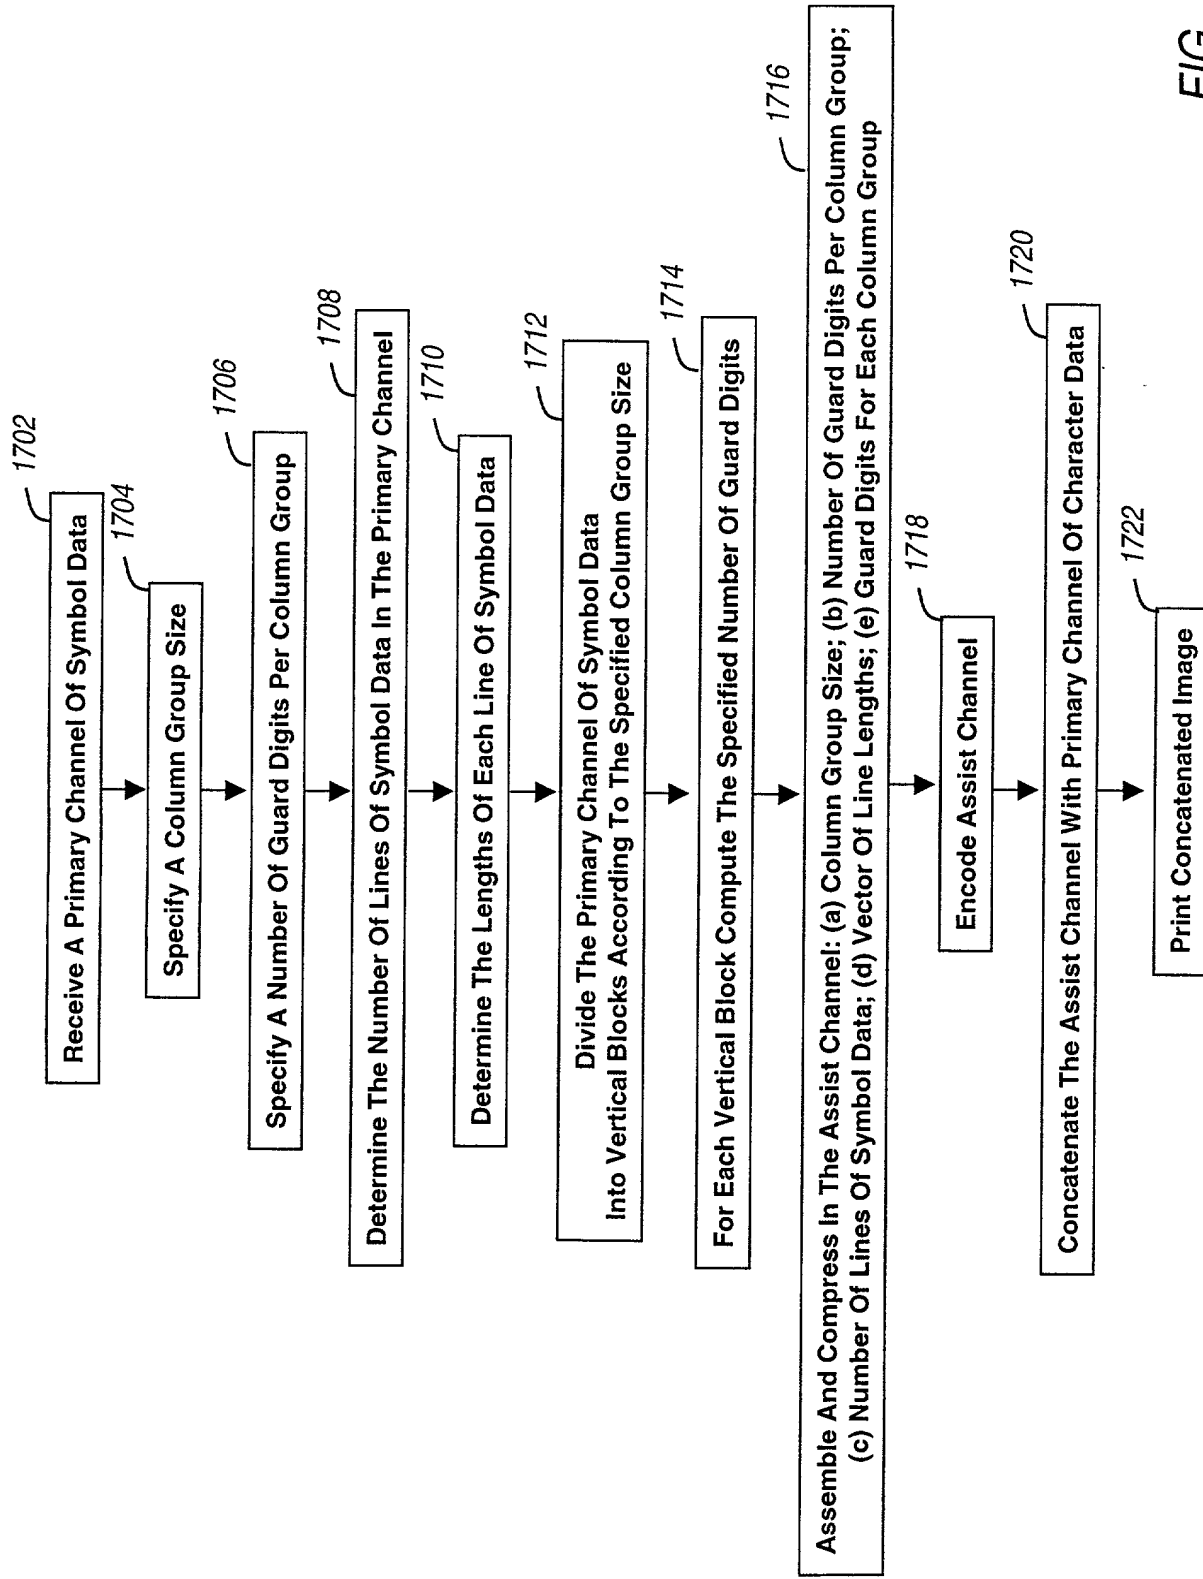 1702
Receive A Primary Channel Of Symbol Data
1704
Specify A Column Group Size
1706
Specify A Number Of Guard Digits Per Column Group
1708
Determine The Number Of Lines Of Symbol Data In The Primary Channel
1710
Determine The Lengths Of Each Line Of Symbol Data
1712
Divide The Primary Channel Of Symbol Data
Into Vertical Blocks According To The Specified Column Group Size
1714
For Each Vertical Block Compute The Specified Number Of Guard Digits
1716
Assemble And Compress In The Assist Channel: (a) Column Group Size; (b) Number Of Guard Digits Per Column Group;
(c) Number Of Lines Of Symbol Data; (d) Vector Of Line Lengths; (e) Guard Digits For Each Column Group
1718
Encode Assist Channel
1720
Concatenate The Assist Channel With Primary Channel Of Character Data
1722
Print Concatenated Image
FIG